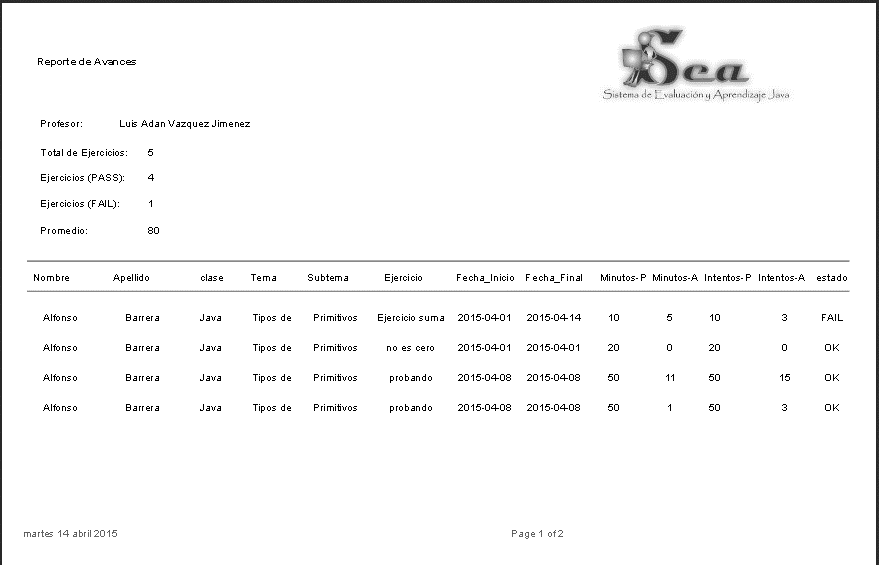 Sea
Sistema de Evaluación y Aprendizaje Java
Reporte de Avances
Profesor: Luis Adan Vazquez Jimenez
Total de Ejercicios: 5
Ejercicios (PASS): 4
Ejercicios (FAIL): 1
Promedio: 80
Nombre Apellido clase Tema Subtema Ejercicio Fecha_Inicio Fecha_Final Minutos-P Minutos-A Intentos-P Intentos-A estado
Alfonso Barrera Java Tipos de Primitivos Ejercicio suma 2015-04-01 2015-04-14 10 5 10 3 FAIL
Alfonso Barrera Java Tipos de Primitivos no es cero 2015-04-01 2015-04-01 20 0 20 0 OK
Alfonso Barrera Java Tipos de Primitivos probando 2015-04-08 2015-04-08 50 11 50 15 OK
Alfonso Barrera Java Tipos de Primitivos probando 2015-04-08 2015-04-08 50 1 50 3 OK
martes 14 abril 2015 Page 1 of 2